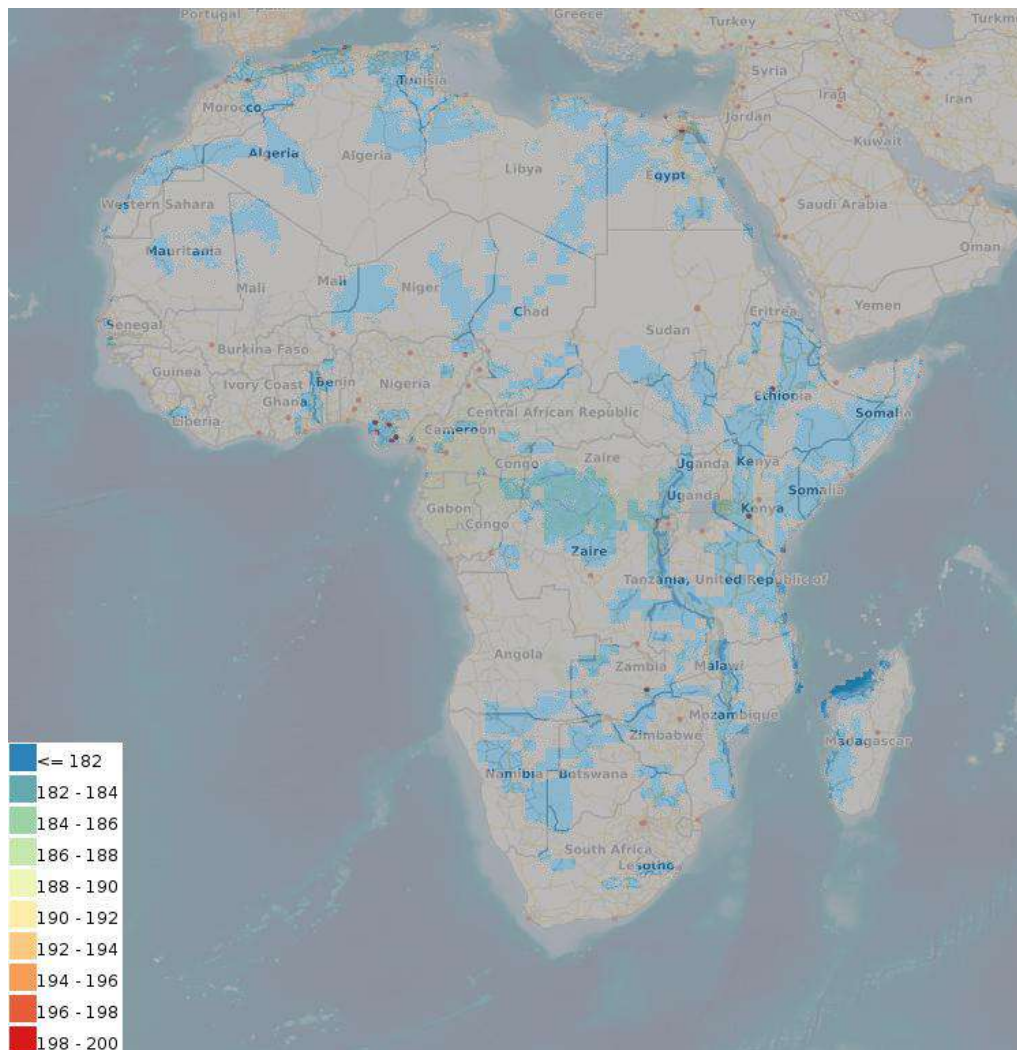 Portugal
Greece
Turkey
Syria
Tunisia
Iraq
Iran
Morocco
Jordan
Algeria
Algeria
Kuwait
Libya
Egypt
Western Sahara
Saudi Arabia
Mauritania
Oman
Mali
Mali
Niger
Chad
Yemen
Senegal
Sudan
Eritrea
Burkina Faso
Guinea
Benin
Nigeria
Ivory Coast
Ghana
Ethiopia
Liberia
Central African Republic
Somalia
Cameroon
Congo
Zaire
Uganda
Kenya
Uganda
Somalia
Gabon
Kenya
Congo
Zaire
Tanzania, United Republic of
Angola
Zambia
Malawi
Mozambique
Zimbabwe
Madagascar
Namibia
Botswana
South Africa
Lesotho
<= 182
182 - 184
184 - 186
186 - 188
188 - 190
190 - 192
192 - 194
194 - 196
196 - 198
198 - 200